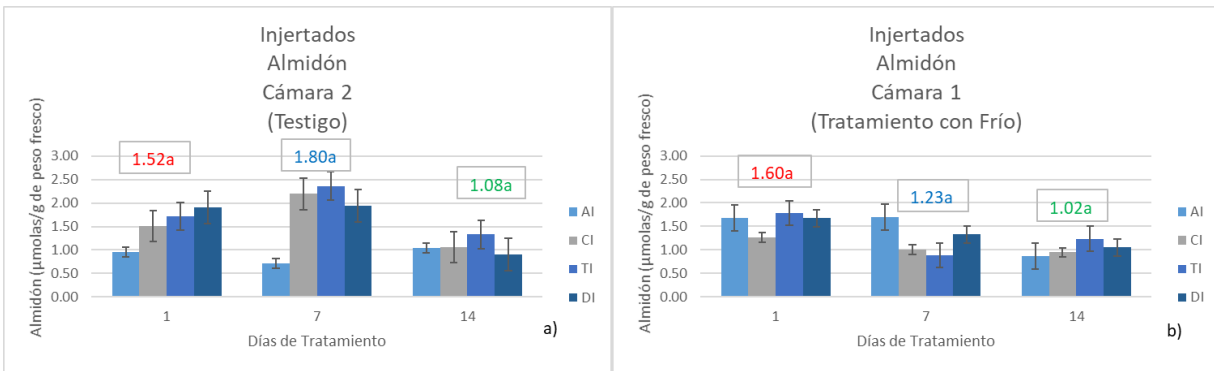 Injertados
Almidón
Cámara 2
(Testigo)
Almidón (µmolas/g de peso fresco)
3.00
2.50
2.00
1.50
1.00
0.50
0.00
1.52a
1.80a
1.08a
1
7
14
Días de Tratamiento
AI
CI
TI
DI
a)
Injertados
Almidón
Cámara 1
(Tratamiento con Frío)
Almidón (µmolas/g de peso fresco)
3.00
2.50
2.00
1.50
1.00
0.50
0.00
1.60a
1.23a
1.02a
1
7
14
Días de Tratamiento
AI
CI
TI
DI
b)